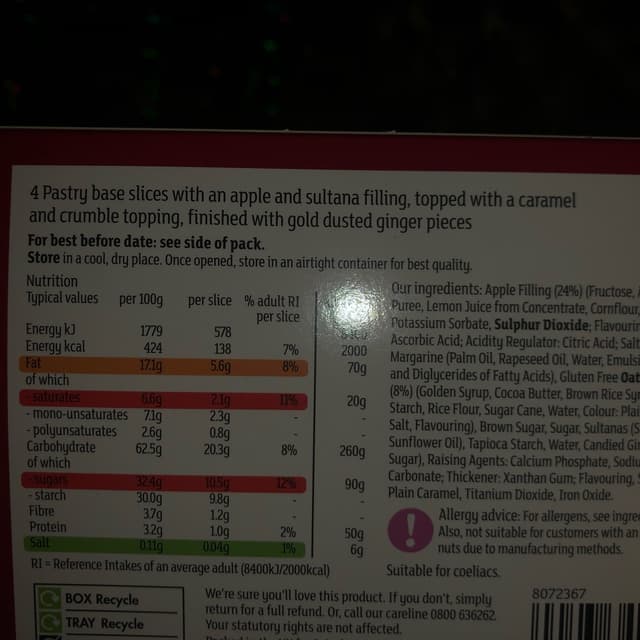 4 Pastry base slices with an apple and sultana filling, topped with a caramel
and crumble topping, finished with gold dusted ginger pieces
For best before date: see side of pack.
Store in a cool, dry place. Once opened, store in an airtight container for best quality.
Nutrition
Typical values per 100g per slice % adult RI
per slice
Energy kJ 1779 578
Energy kcal 424 138 7% 2000
Fat 17.1g 5.6g 8% 70g
of which
- saturates 6.6g 2.1g 11% 20g
- mono-unsaturates 7.1g 2.3g - -
- polyunsaturates 2.6g 0.8g - -
Carbohydrate 62.5g 20.3g 8% 260g
of which
- sugars 32.4g 10.5g 12% 90g
- starch 30.0g 9.8g - -
Fibre 3.7g 1.2g - -
Protein 3.2g 1.0g 2% 50g
Salt 0.11g 0.04g 1% 6g
RI = Reference Intakes of an average adult (8400kJ/2000kcal)
Our ingredients: Apple Filling (24%) (Fructose,
Puree, Lemon Juice from Concentrate, Cornflour,
Potassium Sorbate, Sulphur Dioxide; Flavouri
Ascorbic Acid; Acidity Regulator: Citric Acid; Salt
Margarine (Palm Oil, Rapeseed Oil, Water, Emulsi
and Diglycerides of Fatty Acids), Gluten Free Oat
(8%) (Golden Syrup, Cocoa Butter, Brown Rice Syr
Starch, Rice Flour, Sugar Cane, Water, Colour: Plai
Salt, Flavouring), Brown Sugar, Sugar, Sultanas (S
Sunflower Oil), Tapioca Starch, Water, Candied Gin
Sugar), Raising Agents: Calcium Phosphate, Sodiu
Carbonate; Thickener: Xanthan Gum; Flavouring,
Plain Caramel, Titanium Dioxide, Iron Oxide.
! Allergy advice: For allergens, see ingre
Also, not suitable for customers with an
nuts due to manufacturing methods.
Suitable for coeliacs.
BOX Recycle
TRAY Recycle
We're sure you'll love this product. If you don't, simply
return for a full refund. Or, call our careline 0800 636262.
Your statutory rights are not affected.
8072367